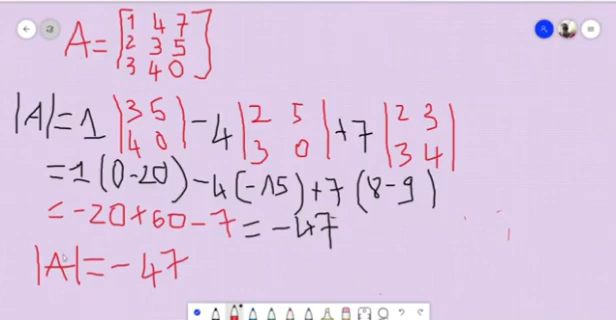 A = [1 4 7
2 3 5
3 4 0]
|A| = 1 |3 5
4 0| - 4 |2 5
3 0| + 7 |2 3
3 4|
= 1 (0-20) - 4 (-15) + 7 (8-9)
= -20 + 60 - 7 = -47
|A| = -47